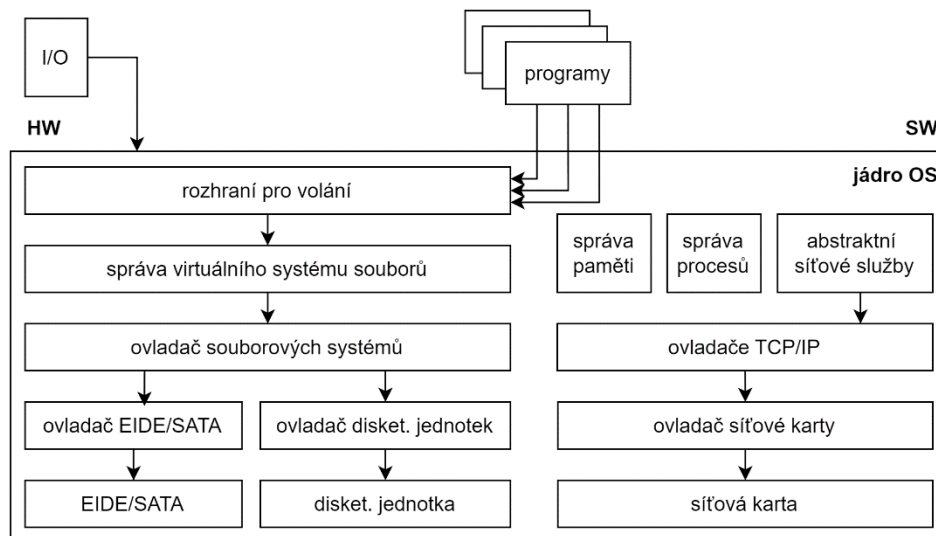 I/O
programy
HW
SW
jádro OS
rozhraní pro volání
správa
paměti
správa
procesů
abstraktní
síťové služby
správa virtuálního systému souborů
ovladač souborových systémů
ovladače TCP/IP
ovladač EIDE/SATA
ovladač disket. jednotek
ovladač síťové karty
EIDE/SATA
disket. jednotka
síťová karta